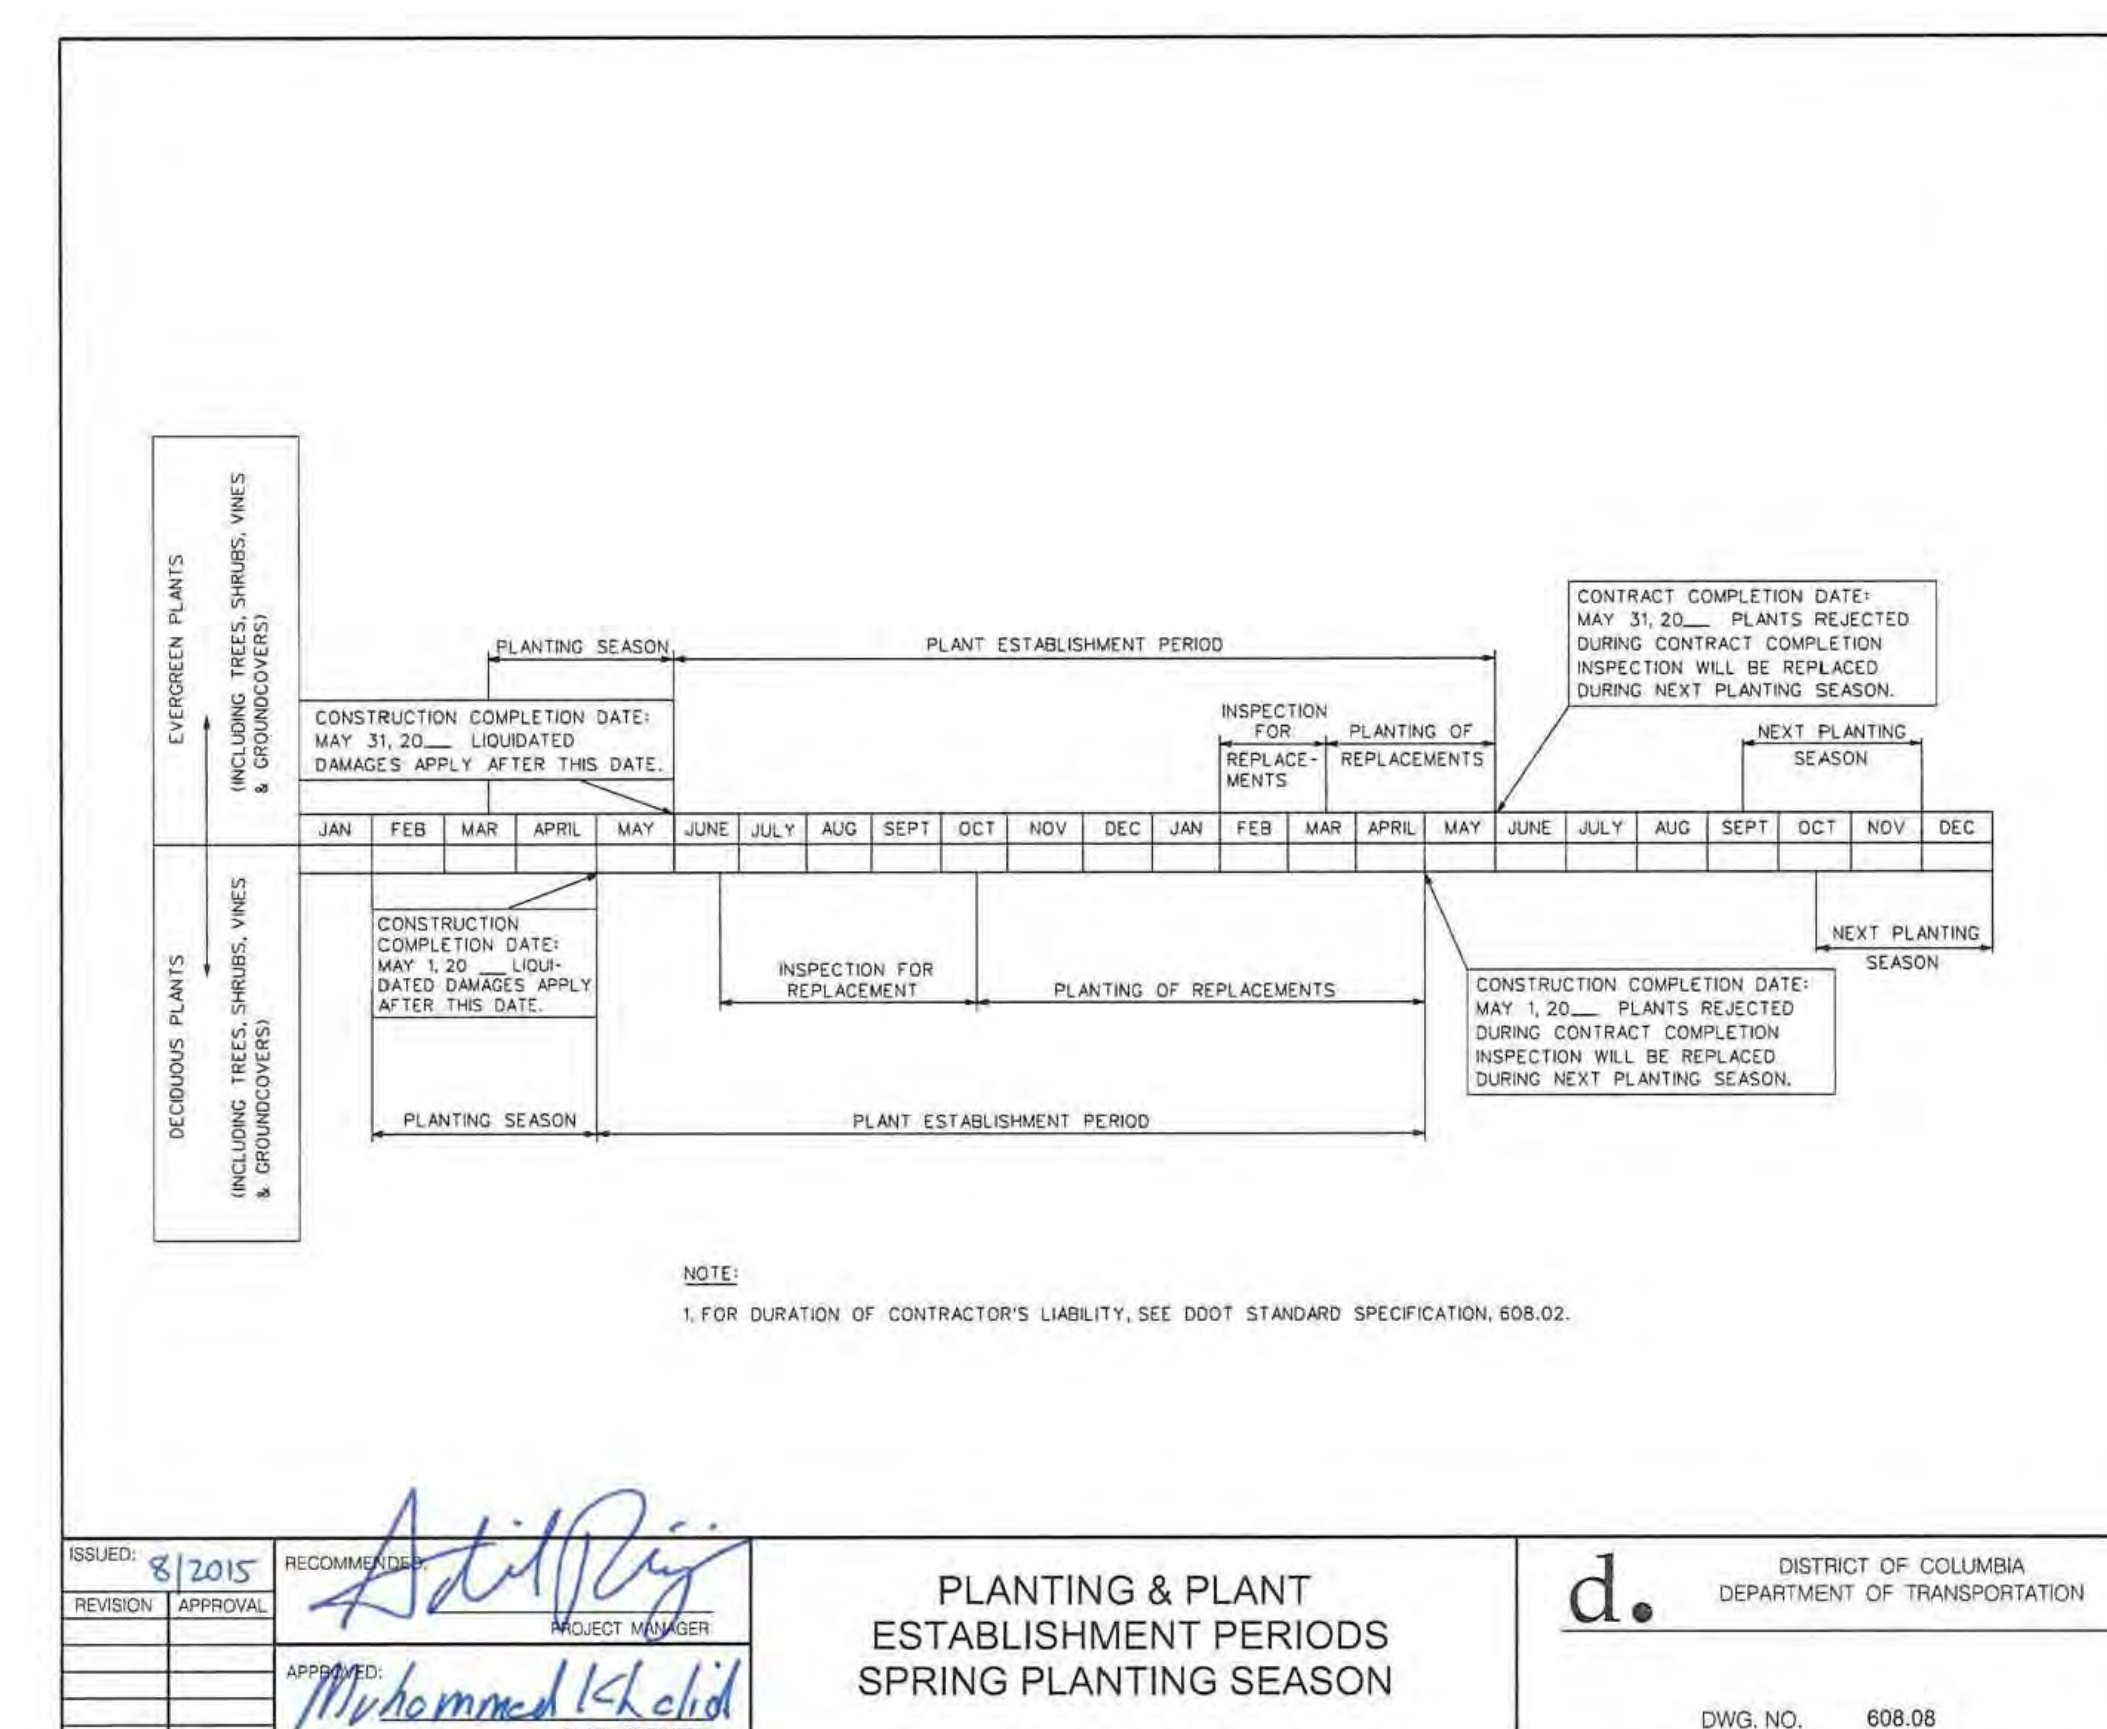 EVERGREEN PLANTS
(INCLUDING TREES, SHRUBS, VINES
& GROUNDCOVERS)
DECIDUOUS PLANTS
(INCLUDING TREES, SHRUBS, VINES
& GROUNDCOVERS)
PLANTING SEASON
PLANT ESTABLISHMENT PERIOD
CONTRACT COMPLETION DATE:
MAY 31, 20__ PLANTS REJECTED
DURING CONTRACT COMPLETION
INSPECTION WILL BE REPLACED
DURING NEXT PLANTING SEASON.
CONSTRUCTION COMPLETION DATE:
MAY 31, 20__ LIQUIDATED
DAMAGES APPLY AFTER THIS DATE.
INSPECTION
FOR
REPLACE-
MENTS
PLANTING OF
REPLACEMENTS
NEXT PLANTING
SEASON
JAN FEB MAR APRIL MAY JUNE JULY AUG SEPT OCT NOV DEC JAN FEB MAR APRIL MAY JUNE JULY AUG SEPT OCT NOV DEC
CONSTRUCTION
COMPLETION DATE:
MAY 1, 20 __ LIQUI-
DATED DAMAGES APPLY
AFTER THIS DATE.
INSPECTION FOR
REPLACEMENT
PLANTING OF REPLACEMENTS
NEXT PLANTING
SEASON
CONSTRUCTION COMPLETION DATE:
MAY 1, 20__ PLANTS REJECTED
DURING CONTRACT COMPLETION
INSPECTION WILL BE REPLACED
DURING NEXT PLANTING SEASON.
PLANTING SEASON
PLANT ESTABLISHMENT PERIOD
NOTE:
1. FOR DURATION OF CONTRACTOR'S LIABILITY, SEE DDOT STANDARD SPECIFICATION, 608.02.
ISSUED: 8/2015
REVISION APPROVAL
RECOMMENDED:
PROJECT MANAGER
APPROVED:
Muhammed Khalid
PLANTING & PLANT
ESTABLISHMENT PERIODS
SPRING PLANTING SEASON
d.
DISTRICT OF COLUMBIA
DEPARTMENT OF TRANSPORTATION
DWG. NO. 608.08